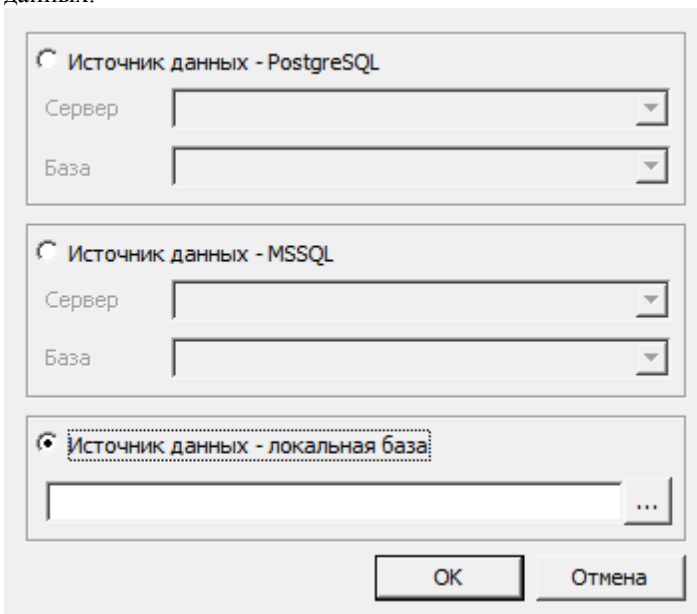 данных.
Источник данных - PostgreSQL
Сервер
База
Источник данных - MSSQL
Сервер
База
Источник данных - локальная база
...
OK Отмена